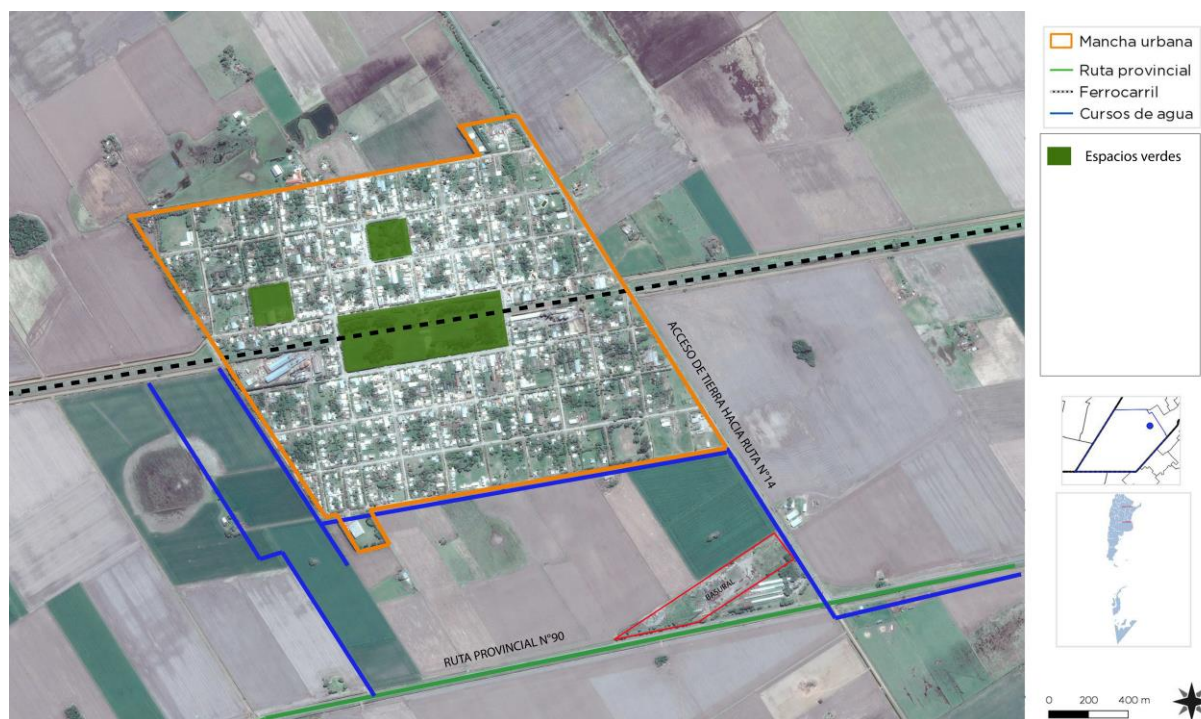 Mancha urbana
Ruta provincial
Ferrocarril
Cursos de agua
Espacios verdes
ACCESO DE TIERRA HACIA RUTA N°14
BASURAL
RUTA PROVINCIAL N°90
0 200 400 m